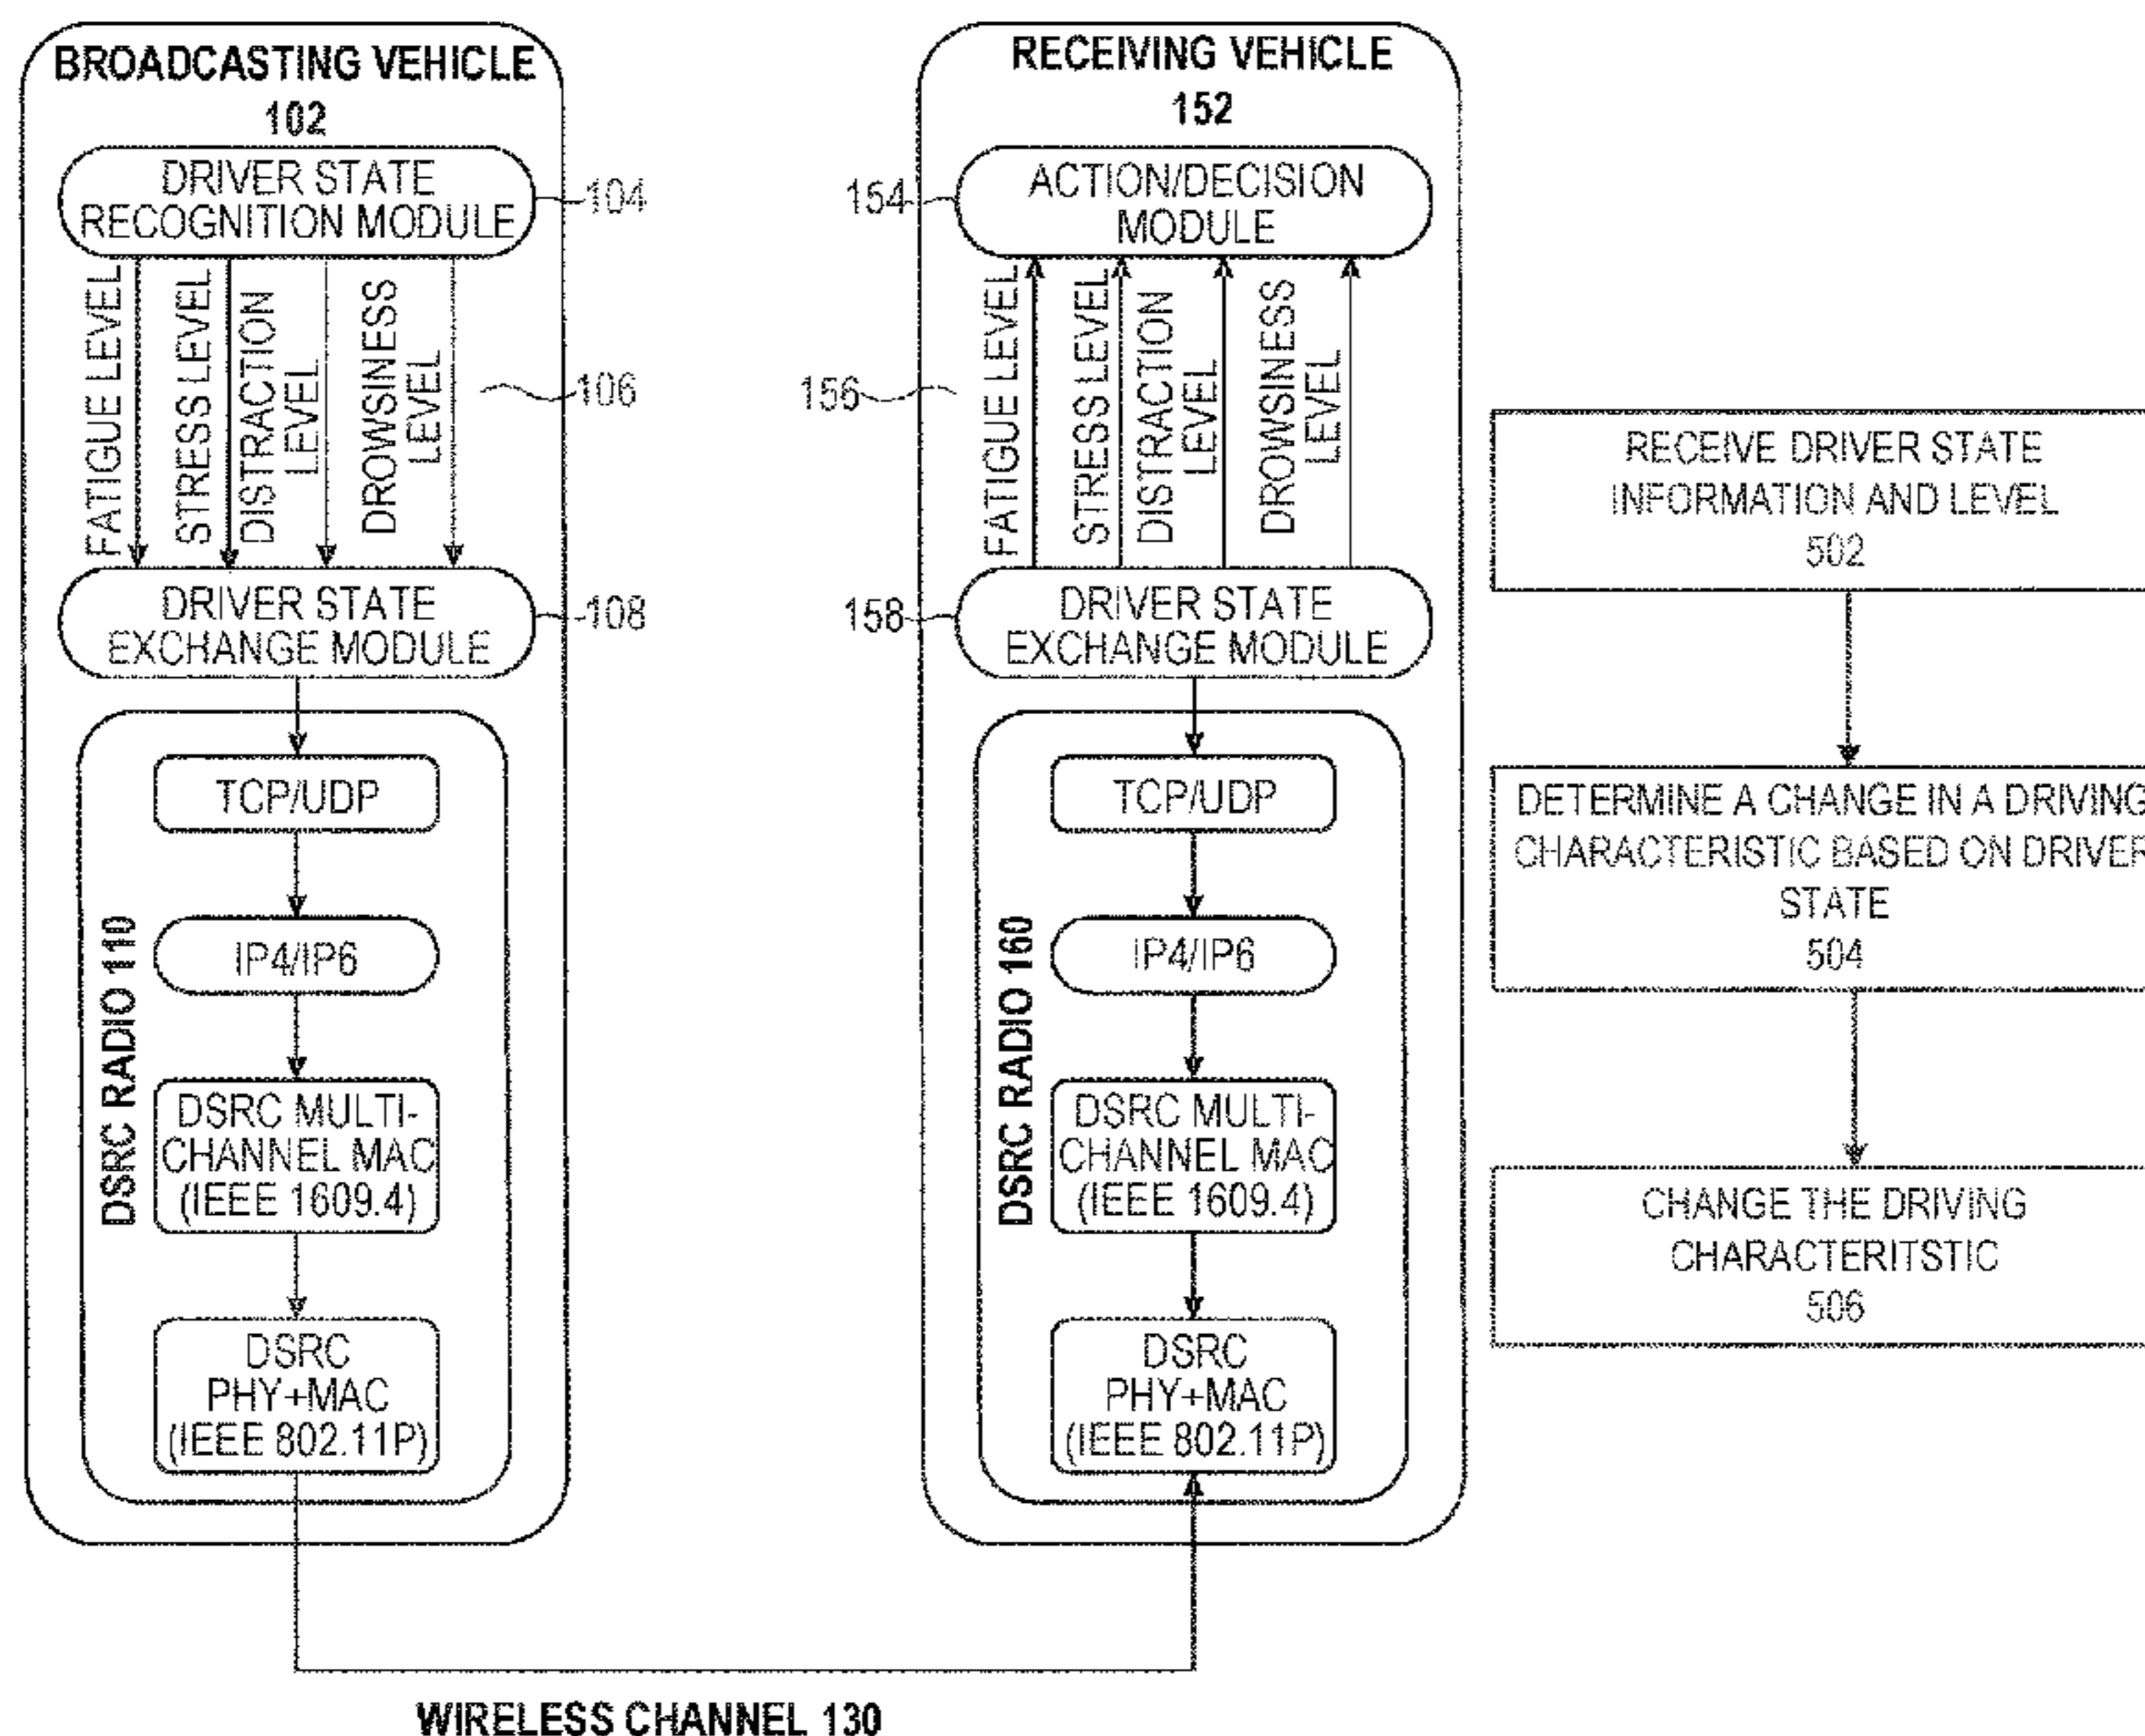 BROADCASTING VEHICLE
102
DRIVER STATE
RECOGNITION MODULE
104
FATIGUE LEVEL
STRESS LEVEL
DISTRACTION
LEVEL
DROWSINESS
LEVEL
106
DRIVER STATE
EXCHANGE MODULE
108
DSRC RADIO 110
TCP/UDP
IP4/IP6
DSRC MULTI-
CHANNEL MAC
(IEEE 1609.4)
DSRC
PHY+MAC
(IEEE 802.11P)
WIRELESS CHANNEL 130
RECEIVING VEHICLE
152
154
ACTION/DECISION
MODULE
156
FATIGUE LEVEL
STRESS LEVEL
DISTRACTION
LEVEL
DROWSINESS
LEVEL
158
DRIVER STATE
EXCHANGE MODULE
DSRC RADIO 160
TCP/UDP
IP4/IP6
DSRC MULTI-
CHANNEL MAC
(IEEE 1609.4)
DSRC
PHY+MAC
(IEEE 802.11P)
RECEIVE DRIVER STATE
INFORMATION AND LEVEL
502
DETERMINE A CHANGE IN A DRIVING
CHARACTERISTIC BASED ON DRIVER
STATE
504
CHANGE THE DRIVING
CHARACTERITSTIC
506